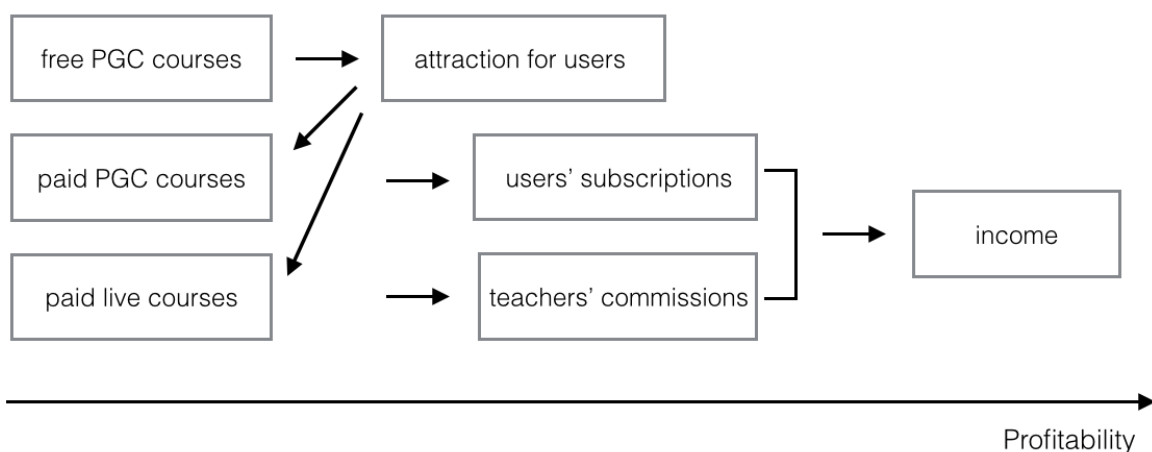 free PGC courses
attraction for users
paid PGC courses
users’ subscriptions
income
paid live courses
teachers’ commissions
Profitability